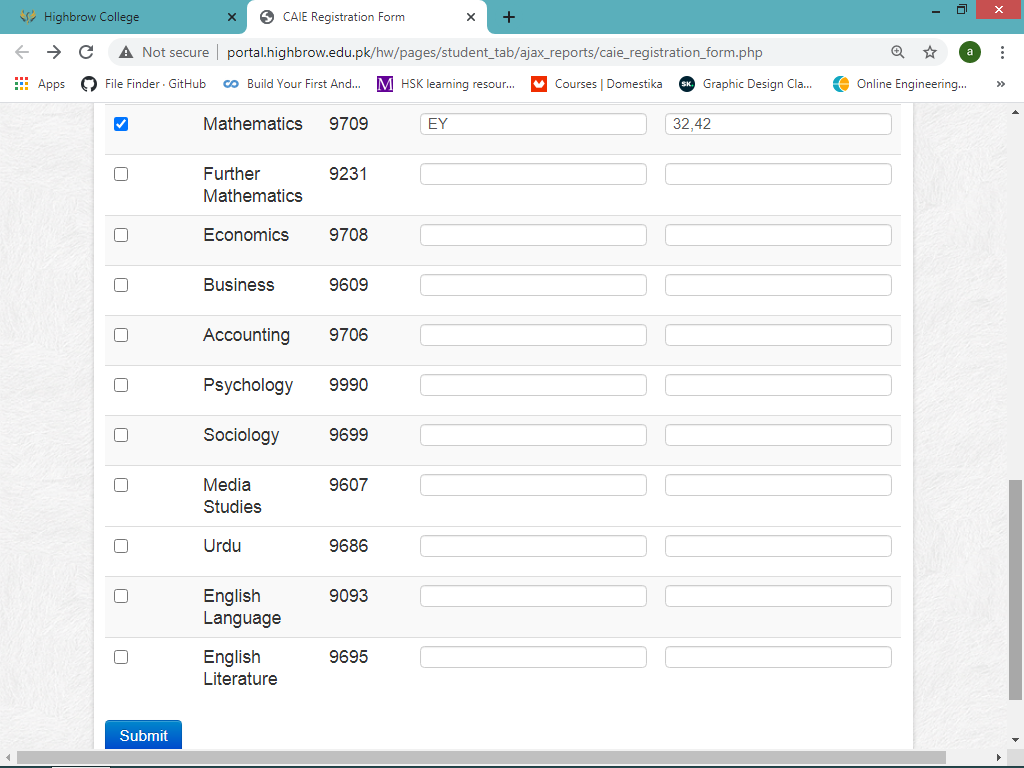 Highbrow College
CAIE Registration Form
Not secure
portal.highbrow.edu.pk/hw/pages/student_tab/ajax_reports/caie_registration_form.php
a
Apps
File Finder · GitHub
Build Your First And...
M HSK learning resour...
Courses | Domestika
SK. Graphic Design Cla...
Online Engineering...
Mathematics 9709 EY 32,42
Further
Mathematics 9231
Economics 9708
Business 9609
Accounting 9706
Psychology 9990
Sociology 9699
Media
Studies 9607
Urdu 9686
English
Language 9093
English
Literature 9695
Submit